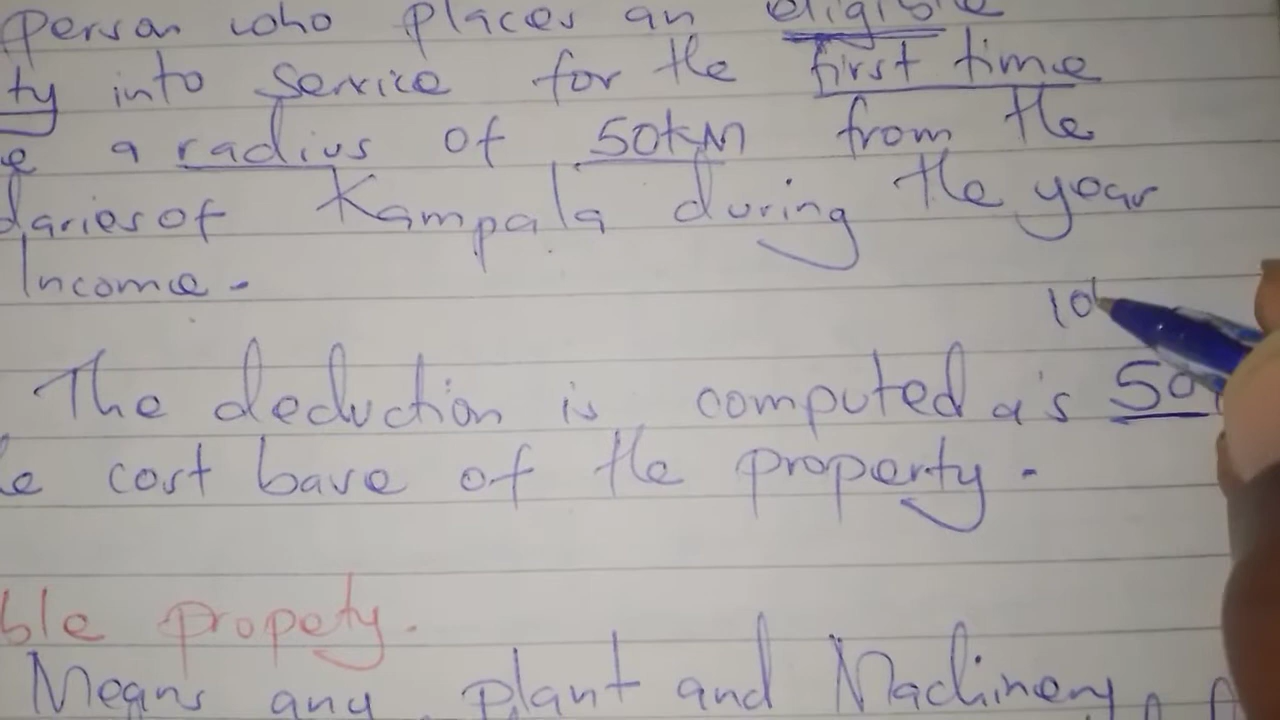 person who places an eligible
ty into service for the first time
e a radius of 50km from the
daries of Kampala during the year
Income.
10
The deduction is computed as 50
e cost base of the property.
ble propety.
Means any plant and Machinery